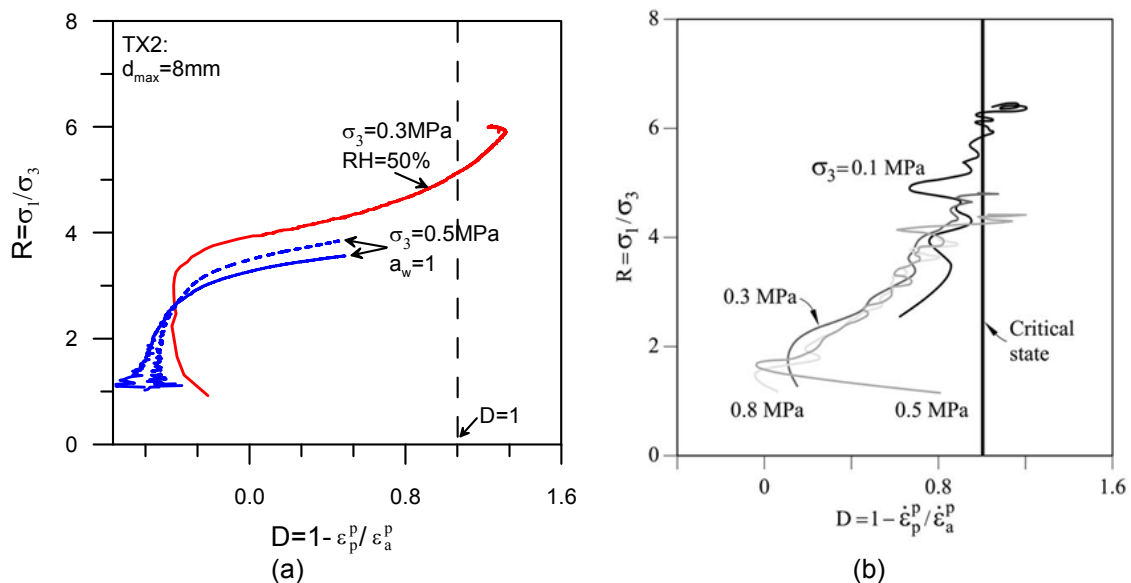 8
TX2:
d_max=8mm
6
σ₃=0.3MPa
RH=50%
4
σ₃=0.5MPa
a_w=1
2
D=1
0
0.0
0.8
1.6
R=σ₁/σ₃
D=1- ε_p^p/ ε_a^p
(a)
8
6
σ₃=0.1 MPa
4
0.3 MPa
Critical
state
2
0.8 MPa
0.5 MPa
0
0
0.8
1.6
R=σ₁/σ₃
D=1−ε̇_p^p/ε̇_a^p
(b)